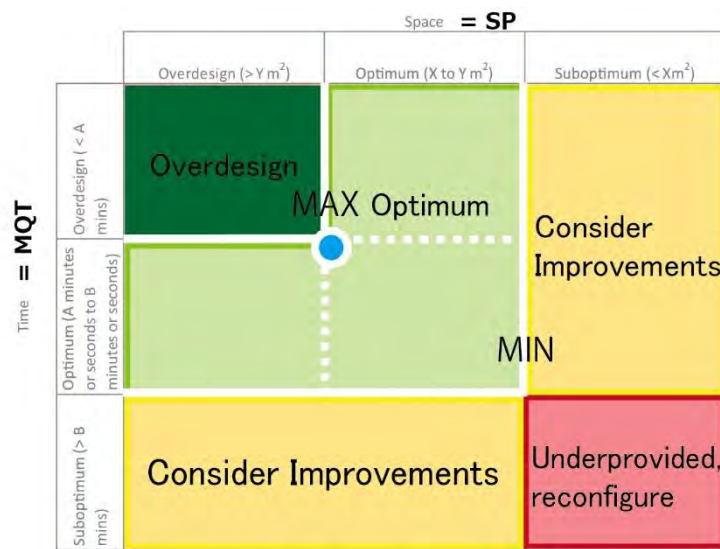 Space = SP
Overdesign (> Y m²)
Optimum (X to Y m²)
Suboptimum (< Xm²)
Time = MQT
Overdesign ( < A
mins)
Optimum (A minutes
or seconds to B
minutes or seconds)
Suboptimum (> B
mins)
Overdesign
MAX Optimum
Consider
Improvements
MIN
Consider Improvements
Underprovided,
reconfigure